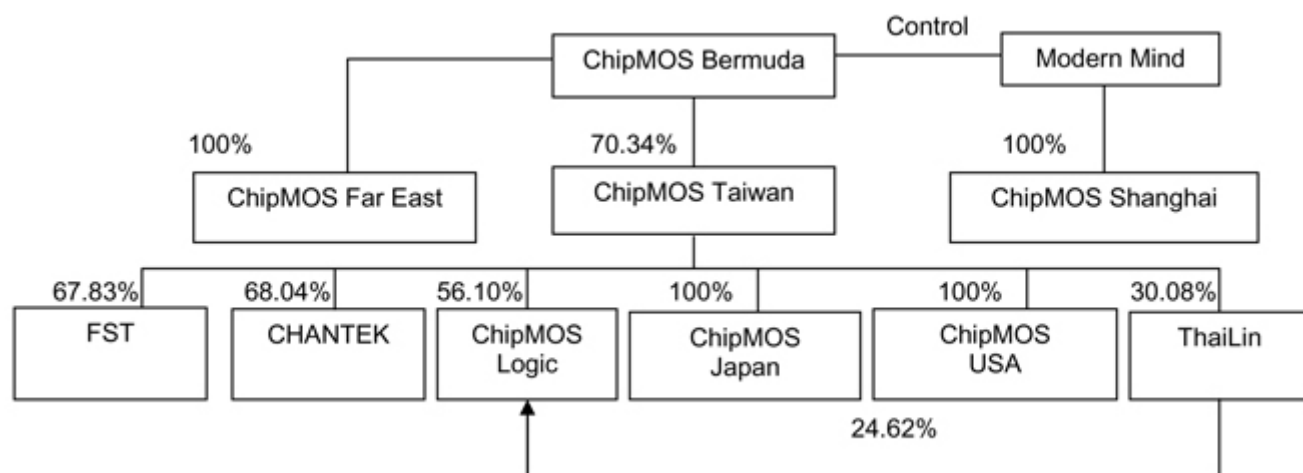 Control
ChipMOS Bermuda
Modern Mind
100%
70.34%
100%
ChipMOS Far East
ChipMOS Taiwan
ChipMOS Shanghai
67.83%
68.04%
56.10%
100%
100%
30.08%
FST
CHANTEK
ChipMOS
Logic
ChipMOS
Japan
ChipMOS
USA
ThaiLin
24.62%